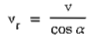 v_r = v / cos α